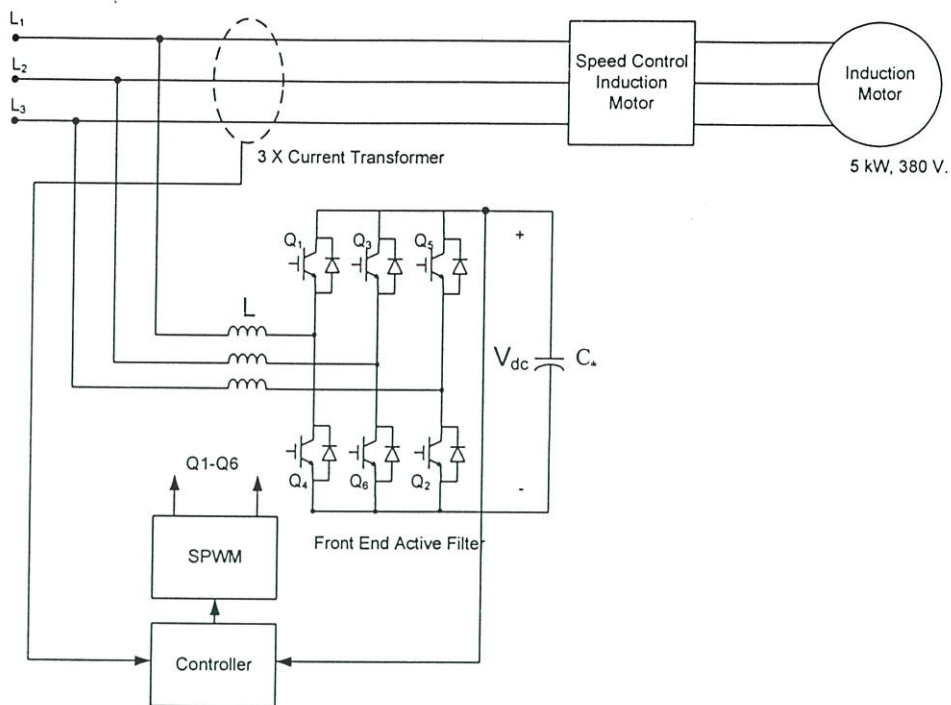 L₁
L₂
L₃
3 X Current Transformer
Speed Control
Induction
Motor
Induction
Motor
5 kW, 380 V.
Q₁
Q₃
Q₅
+
L
V_dc
C
Q₄
Q₆
Q₂
-
Q1-Q6
SPWM
Front End Active Filter
Controller